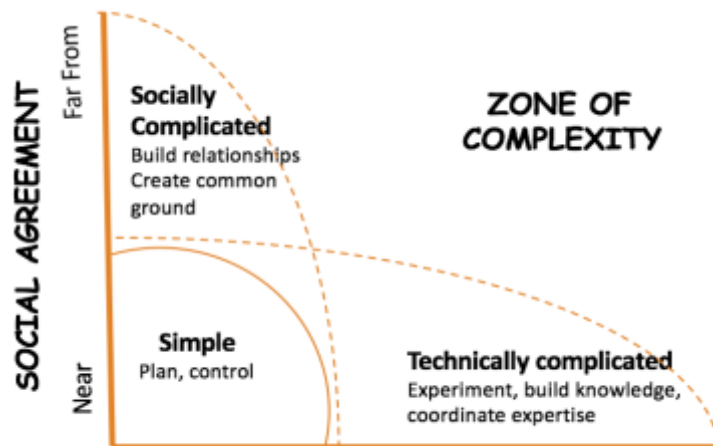 SOCIAL AGREEMENT
Far From
Near
Socially
Complicated
Build relationships
Create common
ground
ZONE OF
COMPLEXITY
Simple
Plan, control
Technically complicated
Experiment, build knowledge,
coordinate expertise